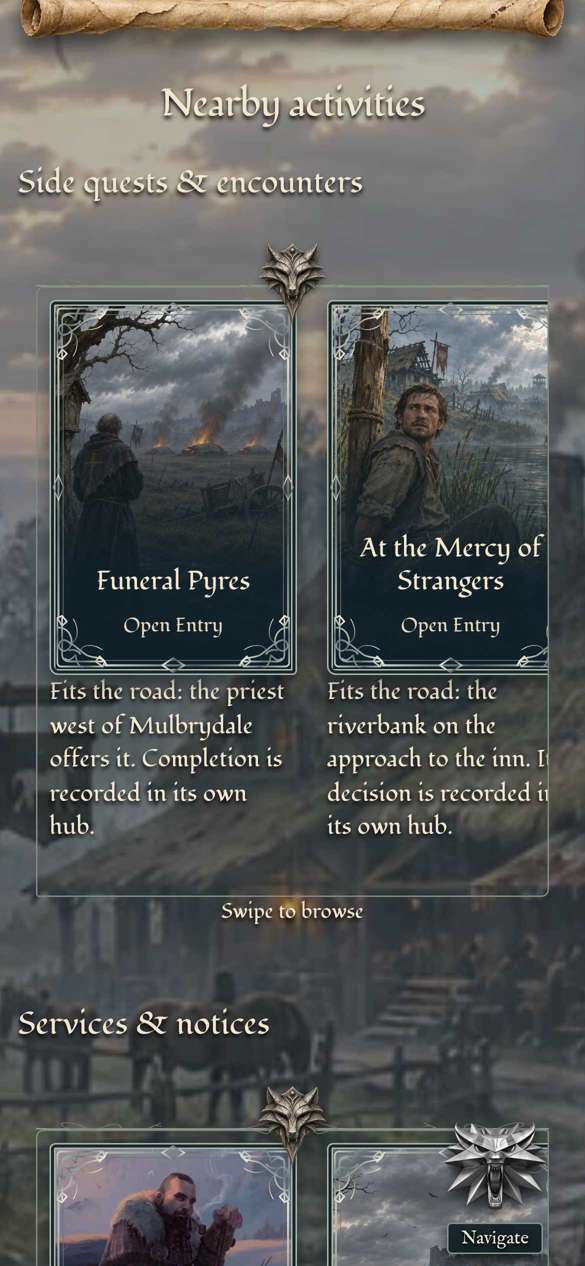 Nearby activities
Side quests & encounters
Funeral Pyres
Open Entry
Fits the road: the priest
west of Mulbrydale
offers it. Completion is
recorded in its own
hub.
At the Mercy of
Strangers
Open Entry
Fits the road: the
riverbank on the
approach to the inn.
decision is recorded
its own hub.
Swipe to browse
Services & notices
Navigate